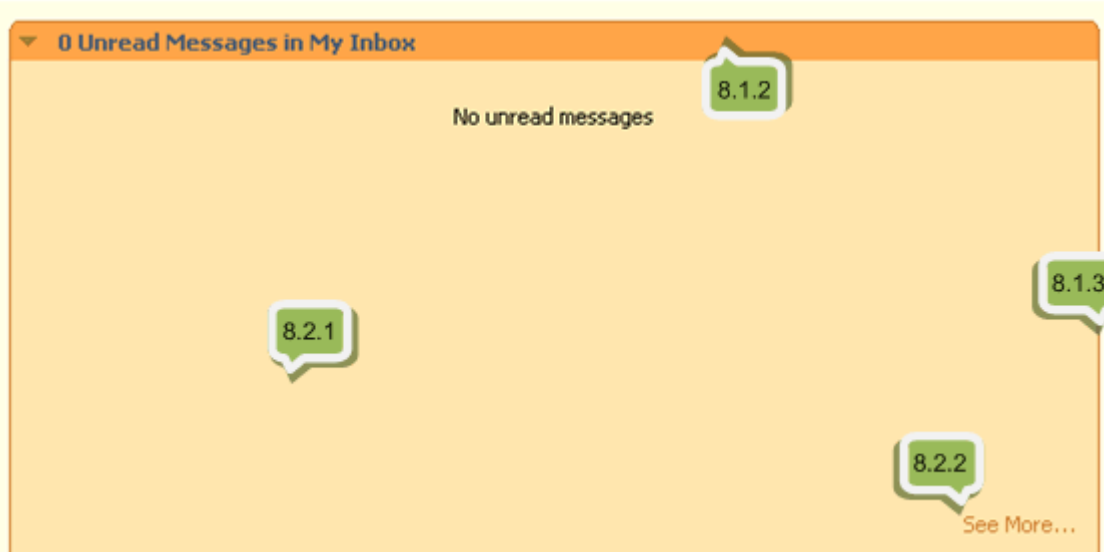 0 Unread Messages in My Inbox
8.1.2
No unread messages
8.1.3
8.2.1
8.2.2
See More...